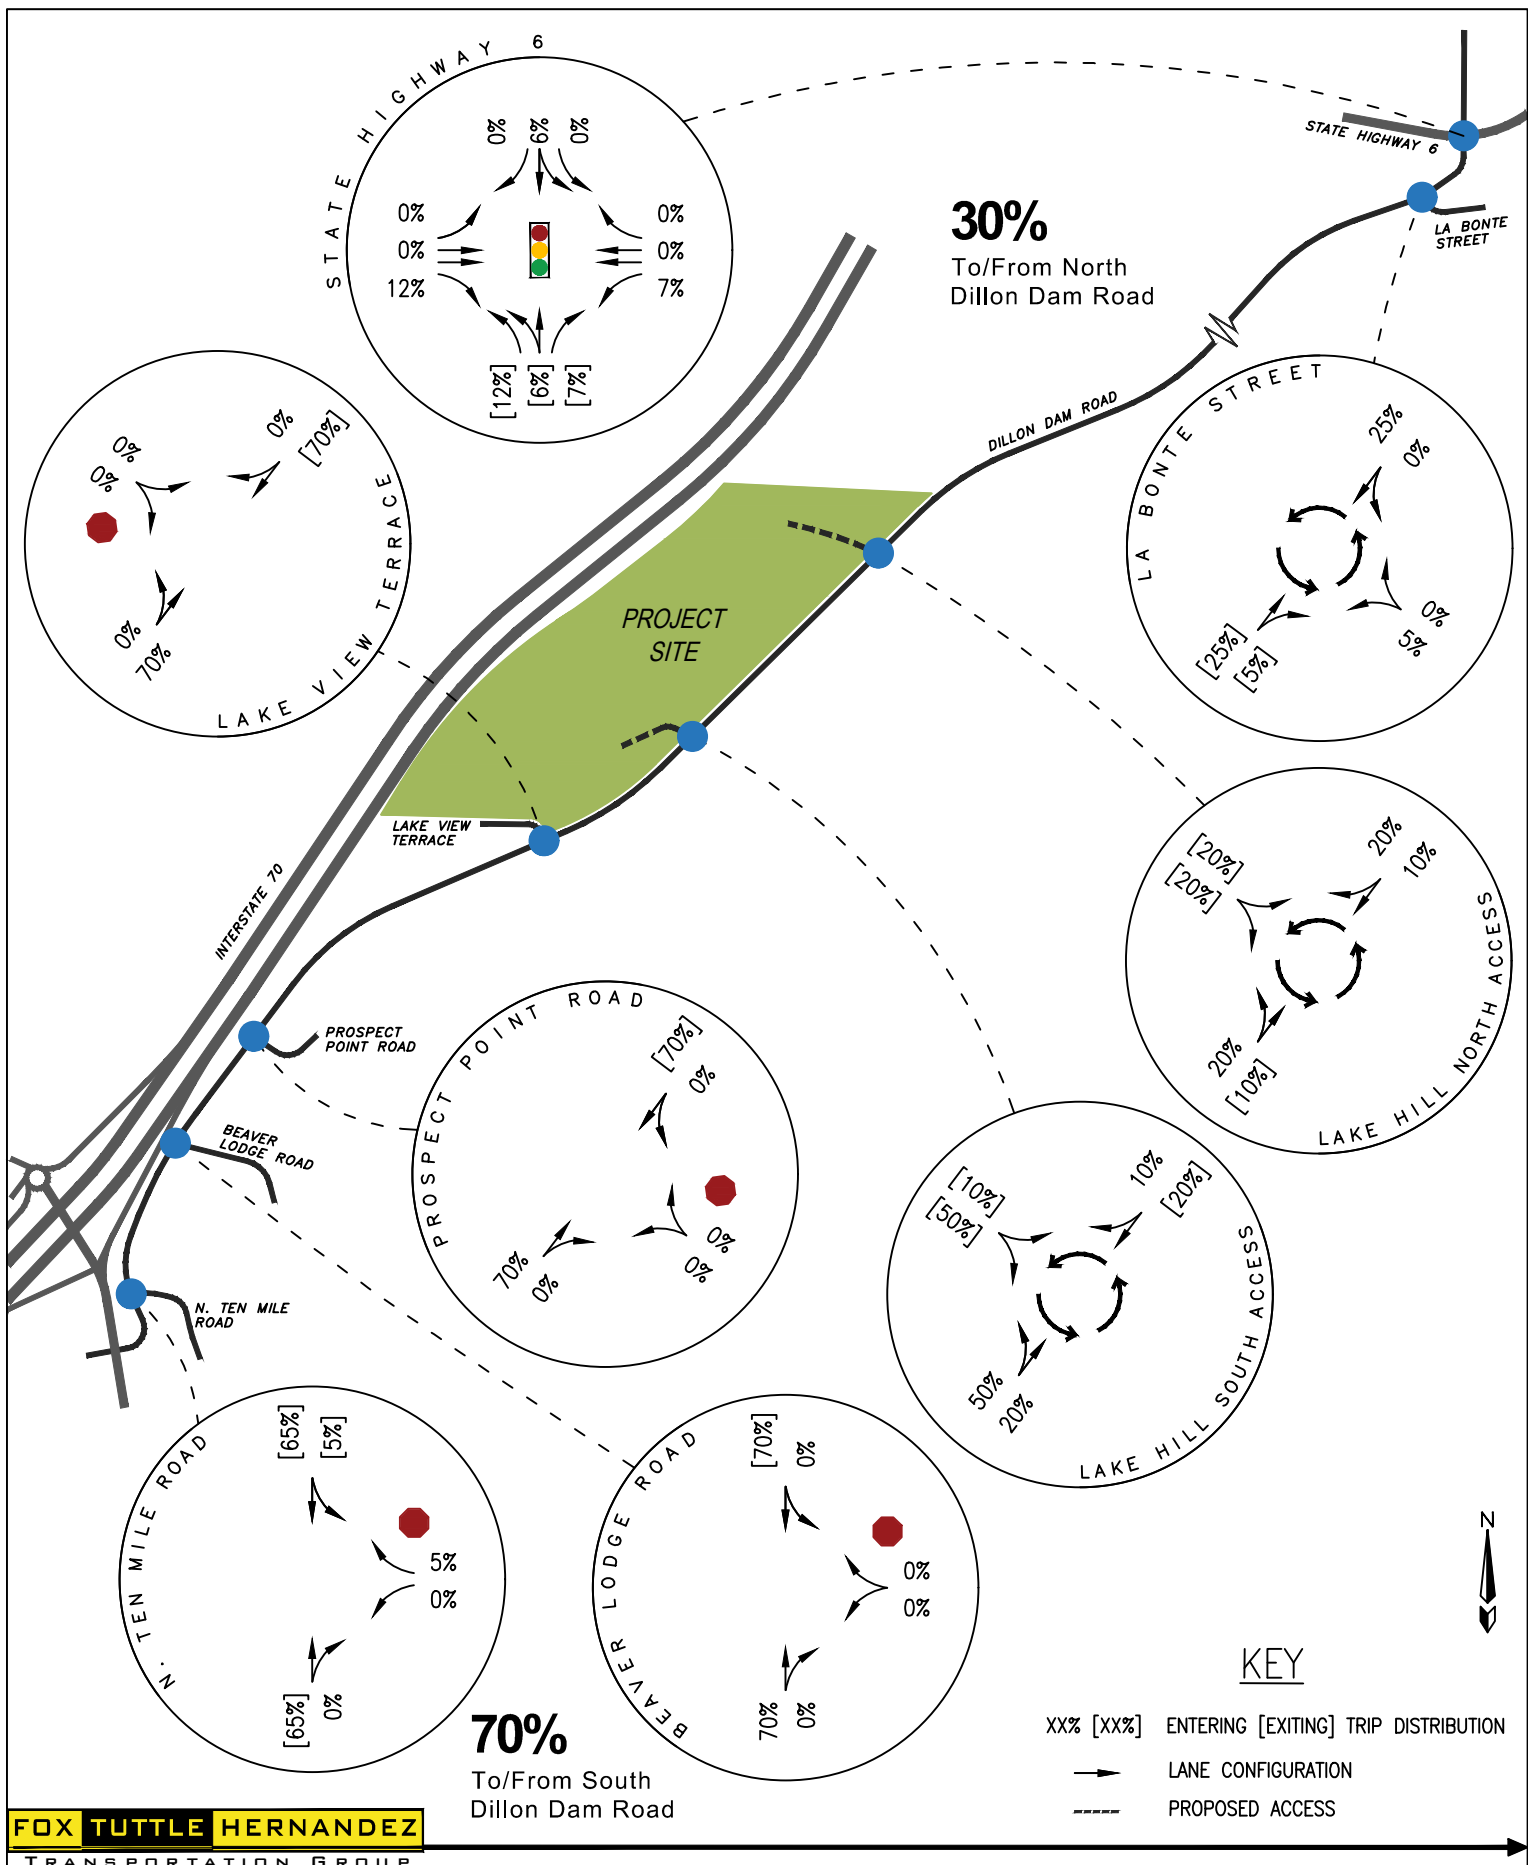 STATE HIGHWAY 6
0% 6% 0%
0%
0%
12%
0%
0%
7%
[12%] [6%] [7%]
STATE HIGHWAY 6
LA BONTE
STREET
30%
To/From North
Dillon Dam Road
DILLON DAM ROAD
LAKE VIEW TERRACE
0%
0%
0%
[70%]
0%
70%
LA BONTE STREET
25%
0%
0%
5%
[25%]
[5%]
PROJECT
SITE
LAKE VIEW
TERRACE
INTERSTATE 70
LAKE HILL NORTH ACCESS
[20%]
[20%]
20%
10%
20%
[10%]
PROSPECT
POINT ROAD
BEAVER
LODGE ROAD
N. TEN MILE
ROAD
PROSPECT POINT ROAD
[70%]
0%
0%
0%
70%
0%
LAKE HILL SOUTH ACCESS
[10%]
[50%]
10%
[20%]
50%
20%
N. TEN MILE ROAD
[65%]
[5%]
5%
0%
[65%]
0%
BEAVER LODGE ROAD
[70%]
0%
0%
0%
70%
0%
70%
To/From South
Dillon Dam Road
N
KEY
XX% [XX%] ENTERING [EXITING] TRIP DISTRIBUTION
LANE CONFIGURATION
PROPOSED ACCESS
FOX TUTTLE HERNANDEZ
TRANSPORTATION GROUP